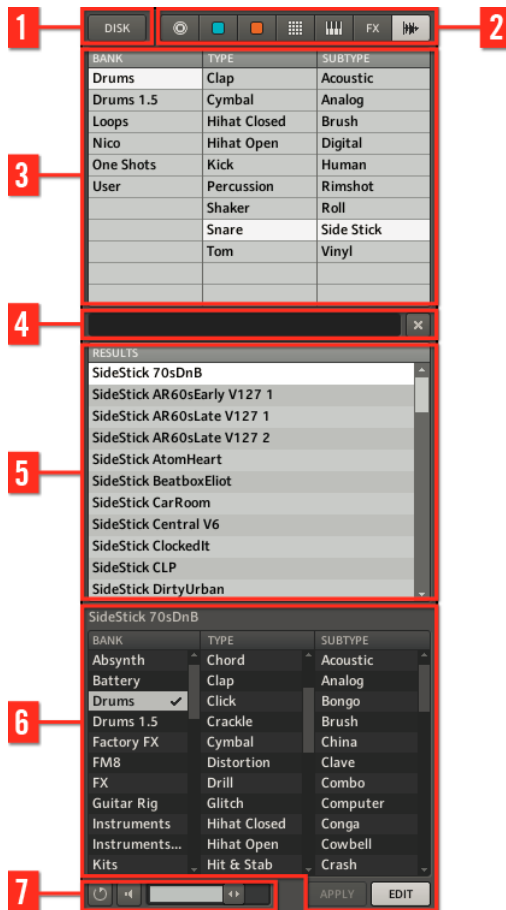 1 DISK FX 2
BANK TYPE SUBTYPE
Drums Clap Acoustic
Drums 1.5 Cymbal Analog
Loops Hihat Closed Brush
Nico Hihat Open Digital
3 One Shots Kick Human
User Percussion Rimshot
Shaker Roll
Snare Side Stick
Tom Vinyl
4
RESULTS
SideStick 70sDnB
SideStick AR60sEarly V127 1
SideStick AR60sLate V127 1
SideStick AR60sLate V127 2
SideStick AtomHeart
5 SideStick BeatboxEliot
SideStick CarRoom
SideStick Central V6
SideStick ClockedIt
SideStick CLP
SideStick DirtyUrban
SideStick 70sDnB
BANK TYPE SUBTYPE
Absynth Chord Acoustic
Battery Clap Analog
Drums Click Bongo
6 Drums 1.5 Crackle Brush
Factory FX Cymbal China
FM8 Distortion Clave
FX Drill Combo
Guitar Rig Glitch Computer
Instruments Hihat Closed Conga
Instruments... Hihat Open Cowbell
Kits Hit & Stab Crash
7 APPLY EDIT